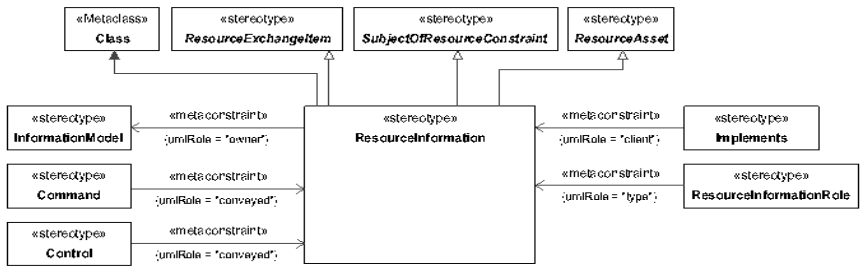 «Metaclass» «stereotype» «stereotype» «stereotype»
Class ResourceExchangeItem SubjectOfResourceConstraint ResourceAsset
«stereotype» «metaconstraint» «stereotype» «metaconstraint» «stereotype»
InformationModel {umlRole = "owner"} ResourceInformation {umlRole = "client"} Implements
«stereotype» «metaconstraint» «metaconstraint» «stereotype»
Command {umlRole = "conveyed"} {umlRole = "type"} ResourceInformationRole
«stereotype» «metaconstraint»
Control {umlRole = "conveyed"}